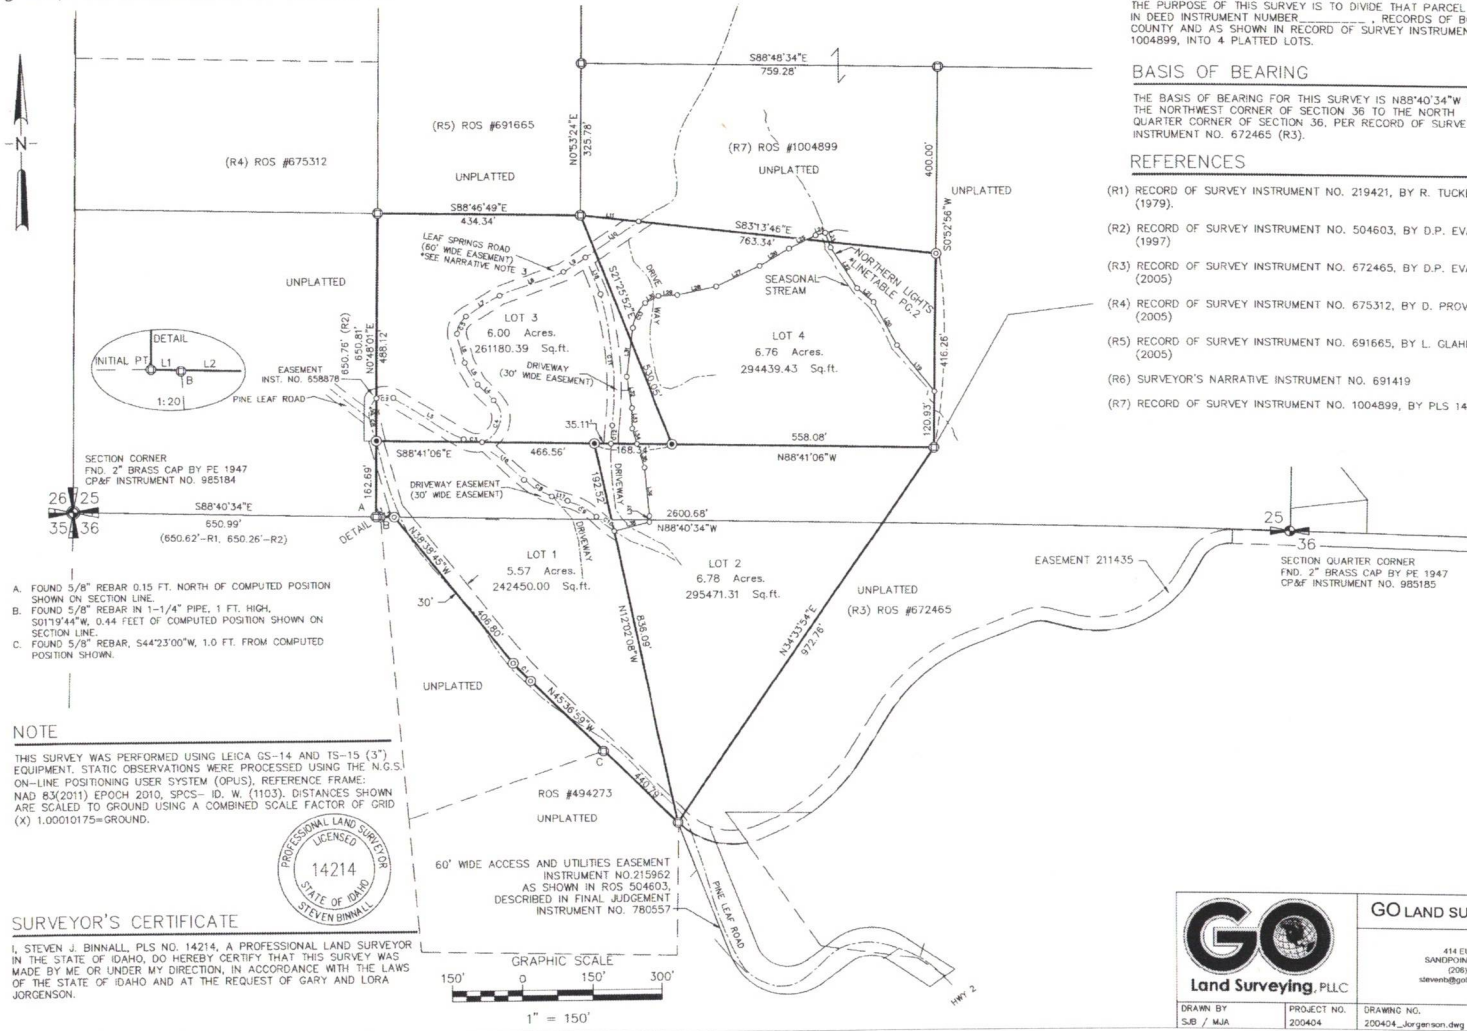 THE PURPOSE OF THIS SURVEY IS TO DIVIDE THAT PARCEL
IN DEED INSTRUMENT NUMBER_________ , RECORDS OF B
COUNTY AND AS SHOWN IN RECORD OF SURVEY INSTRUMEN
1004899, INTO 4 PLATTED LOTS.
BASIS OF BEARING
THE BASIS OF BEARING FOR THIS SURVEY IS N88°40'34"W
THE NORTHWEST CORNER OF SECTION 36 TO THE NORTH
QUARTER CORNER OF SECTION 36, PER RECORD OF SURVE
INSTRUMENT NO. 672465 (R3).
REFERENCES
(R1) RECORD OF SURVEY INSTRUMENT NO. 219421, BY R. TUCK
(1979).
(R2) RECORD OF SURVEY INSTRUMENT NO. 504603, BY D.P. EVA
(1997)
(R3) RECORD OF SURVEY INSTRUMENT NO. 672465, BY D.P. EVA
(2005)
(R4) RECORD OF SURVEY INSTRUMENT NO. 675312, BY D. PROV
(2005)
(R5) RECORD OF SURVEY INSTRUMENT NO. 691665, BY L. GLAH
(2005)
(R6) SURVEYOR'S NARRATIVE INSTRUMENT NO. 691419
(R7) RECORD OF SURVEY INSTRUMENT NO. 1004899, BY PLS 14
N
S88°48'34"E
759.28'
(R5) ROS #691665
N0°53'24"E
325.78'
(R4) ROS #675312
UNPLATTED
(R7) ROS #1004899
UNPLATTED
400.00'
UNPLATTED
S0°52'56"W
S88°46'49"E
434.34'
S83°13'46"E
763.34'
LEAF SPRINGS ROAD
(60' WIDE EASEMENT)
*SEE NARRATIVE NOTE 3
S21°25'52"E
530.05'
DRIVE
WAY
NORTHERN LIGHTS
*LINETABLE PG.2
SEASONAL
STREAM
UNPLATTED
LOT 3
6.00 Acres.
261180.39 Sq.ft.
LOT 4
6.76 Acres.
294439.43 Sq.ft.
650.76' (R2)
650.81'
N0°48'01"E
488.12'
416.26'
120.93'
DETAIL
INITIAL PT
L1
L2
B
1:20
EASEMENT
INST. NO. 658878
PINE LEAF ROAD
DRIVEWAY
(30' WIDE EASEMENT)
35.11'
S88°41'06"E
466.56'
168.34'
558.08'
N88°41'06"W
SECTION CORNER
FND. 2" BRASS CAP BY PE 1947
CP&F INSTRUMENT NO. 985184
26 25
35 36
S88°40'34"E
650.99'
(650.62'-R1, 650.26'-R2)
162.69'
A
B
DETAIL
DRIVEWAY EASEMENT
(30' WIDE EASEMENT)
192.52'
DRIVEWAY
DRIVEWAY
2600.68'
N88°40'34"W
25
36
SECTION QUARTER CORNER
FND. 2" BRASS CAP BY PE 1947
CP&F INSTRUMENT NO. 985185
EASEMENT 211435
N38°38'45"W
406.80'
30'
LOT 1
5.57 Acres.
242450.00 Sq.ft.
LOT 2
6.78 Acres.
295471.31 Sq.ft.
UNPLATTED
(R3) ROS #672465
N12°02'08"W
836.09'
N34°33'54"E
972.76'
A. FOUND 5/8" REBAR 0.15 FT. NORTH OF COMPUTED POSITION
SHOWN ON SECTION LINE.
B. FOUND 5/8" REBAR IN 1-1/4" PIPE, 1 FT. HIGH,
S01°19'44"W, 0.44 FEET OF COMPUTED POSITION SHOWN ON
SECTION LINE.
C. FOUND 5/8" REBAR, S44°23'00"W, 1.0 FT. FROM COMPUTED
POSITION SHOWN.
UNPLATTED
N45°36'59"W
440.79'
C
ROS #494273
UNPLATTED
NOTE
THIS SURVEY WAS PERFORMED USING LEICA GS-14 AND TS-15 (3")
EQUIPMENT. STATIC OBSERVATIONS WERE PROCESSED USING THE N.G.S.
ON-LINE POSITIONING USER SYSTEM (OPUS), REFERENCE FRAME:
NAD 83(2011) EPOCH 2010, SPCS- ID. W. (1103). DISTANCES SHOWN
ARE SCALED TO GROUND USING A COMBINED SCALE FACTOR OF GRID
(X) 1.00010175=GROUND.
PROFESSIONAL LAND SURVEYOR
LICENSED
14214
STATE OF IDAHO
STEVEN BINNALL
60' WIDE ACCESS AND UTILITIES EASEMENT
INSTRUMENT NO.215962
AS SHOWN IN ROS 504603,
DESCRIBED IN FINAL JUDGEMENT
INSTRUMENT NO. 780557
PINE LEAF ROAD
HWY 2
SURVEYOR'S CERTIFICATE
I, STEVEN J. BINNALL, PLS NO. 14214, A PROFESSIONAL LAND SURVEYOR
IN THE STATE OF IDAHO, DO HEREBY CERTIFY THAT THIS SURVEY WAS
MADE BY ME OR UNDER MY DIRECTION, IN ACCORDANCE WITH THE LAWS
OF THE STATE OF IDAHO AND AT THE REQUEST OF GARY AND LORA
JORGENSON.
GRAPHIC SCALE
150' 0 150' 300'
1" = 150'
GO
Land Surveying, PLLC
GO LAND SU
414 E
SANDPOIN
(208)
stevenb@go
DRAWN BY
SJB / MJA
PROJECT NO.
200404
DRAWING NO.
200404_Jorgenson.dwg